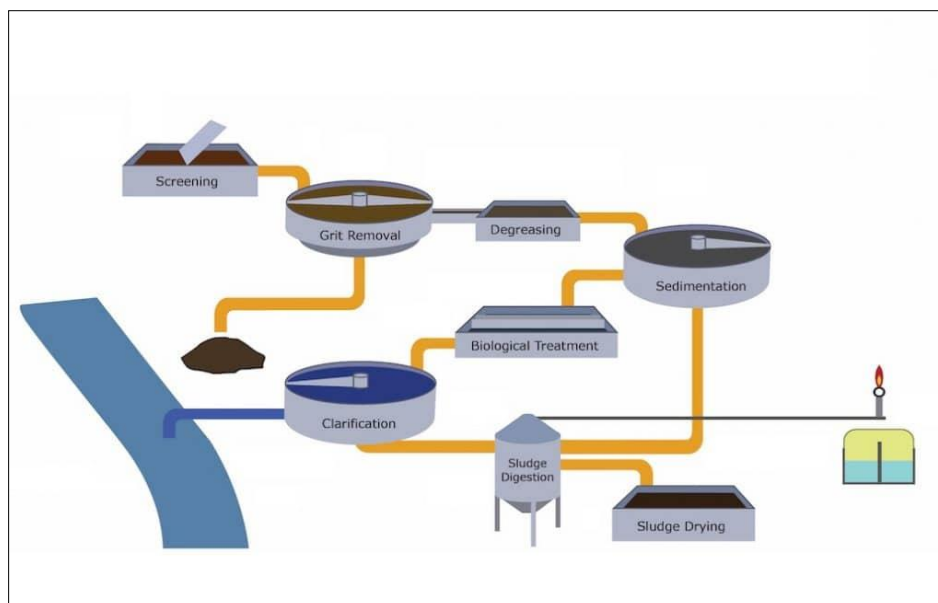 Screening
Grit Removal
Degreasing
Sedimentation
Biological Treatment
Clarification
Sludge
Digestion
Sludge Drying